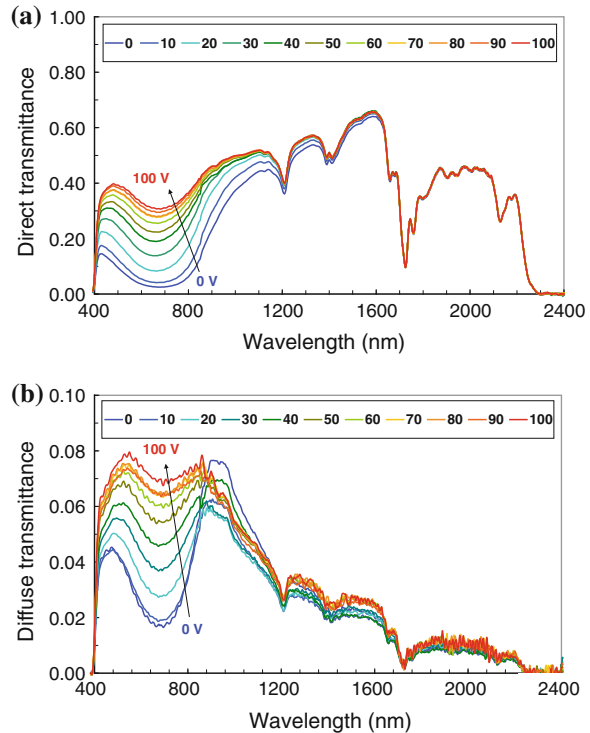 (a)
1.00
0 10 20 30 40 50 60 70 80 90 100
0.80
0.60
Direct transmittance
100 V
0.40
0.20
0 V
0.00
400 800 1200 1600 2000 2400
Wavelength (nm)
(b)
0.10
0 10 20 30 40 50 60 70 80 90 100
0.08
100 V
0.06
Diffuse transmittance
0.04
0.02
0 V
0.00
400 800 1200 1600 2000 2400
Wavelength (nm)